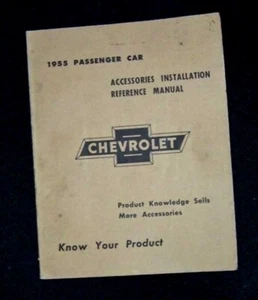 1955 PASSENGER CAR
ACCESSORIES INSTALLATION
REFERENCE MANUAL
CHEVROLET
Product Knowledge Sells
More Accessories
Know Your Product